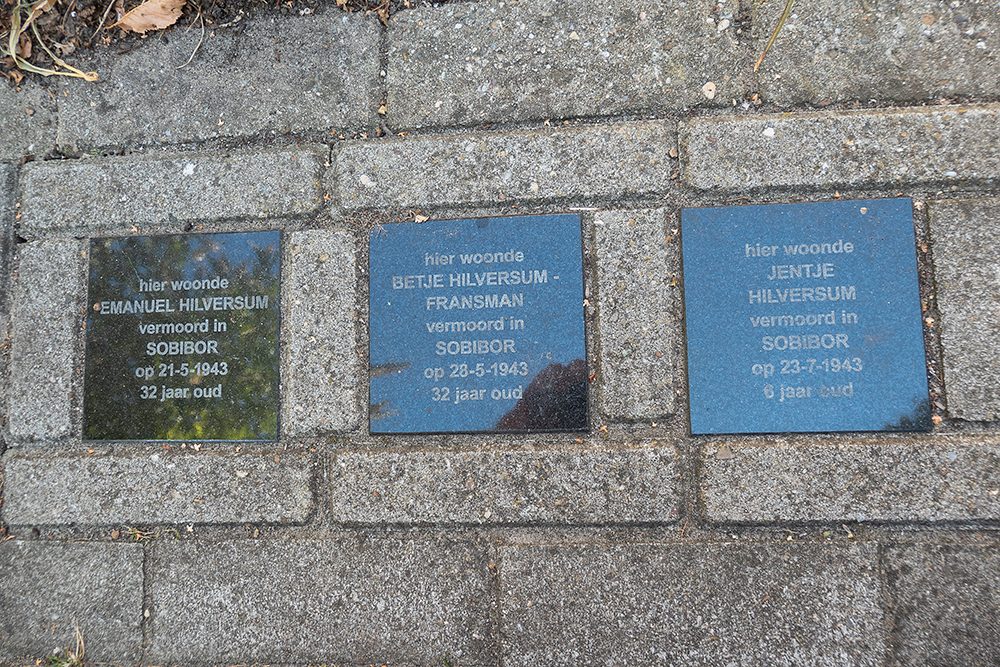 hier woonde
EMANUEL HILVERSUM
vermoord in
SOBIBOR
op 21-5-1943
32 jaar oud
hier woonde
BETJE HILVERSUM -
FRANSMAN
vermoord in
SOBIBOR
op 28-5-1943
32 jaar oud
hier woonde
JENTJE
HILVERSUM
vermoord in
SOBIBOR
op 23-7-1943
6 jaar oud